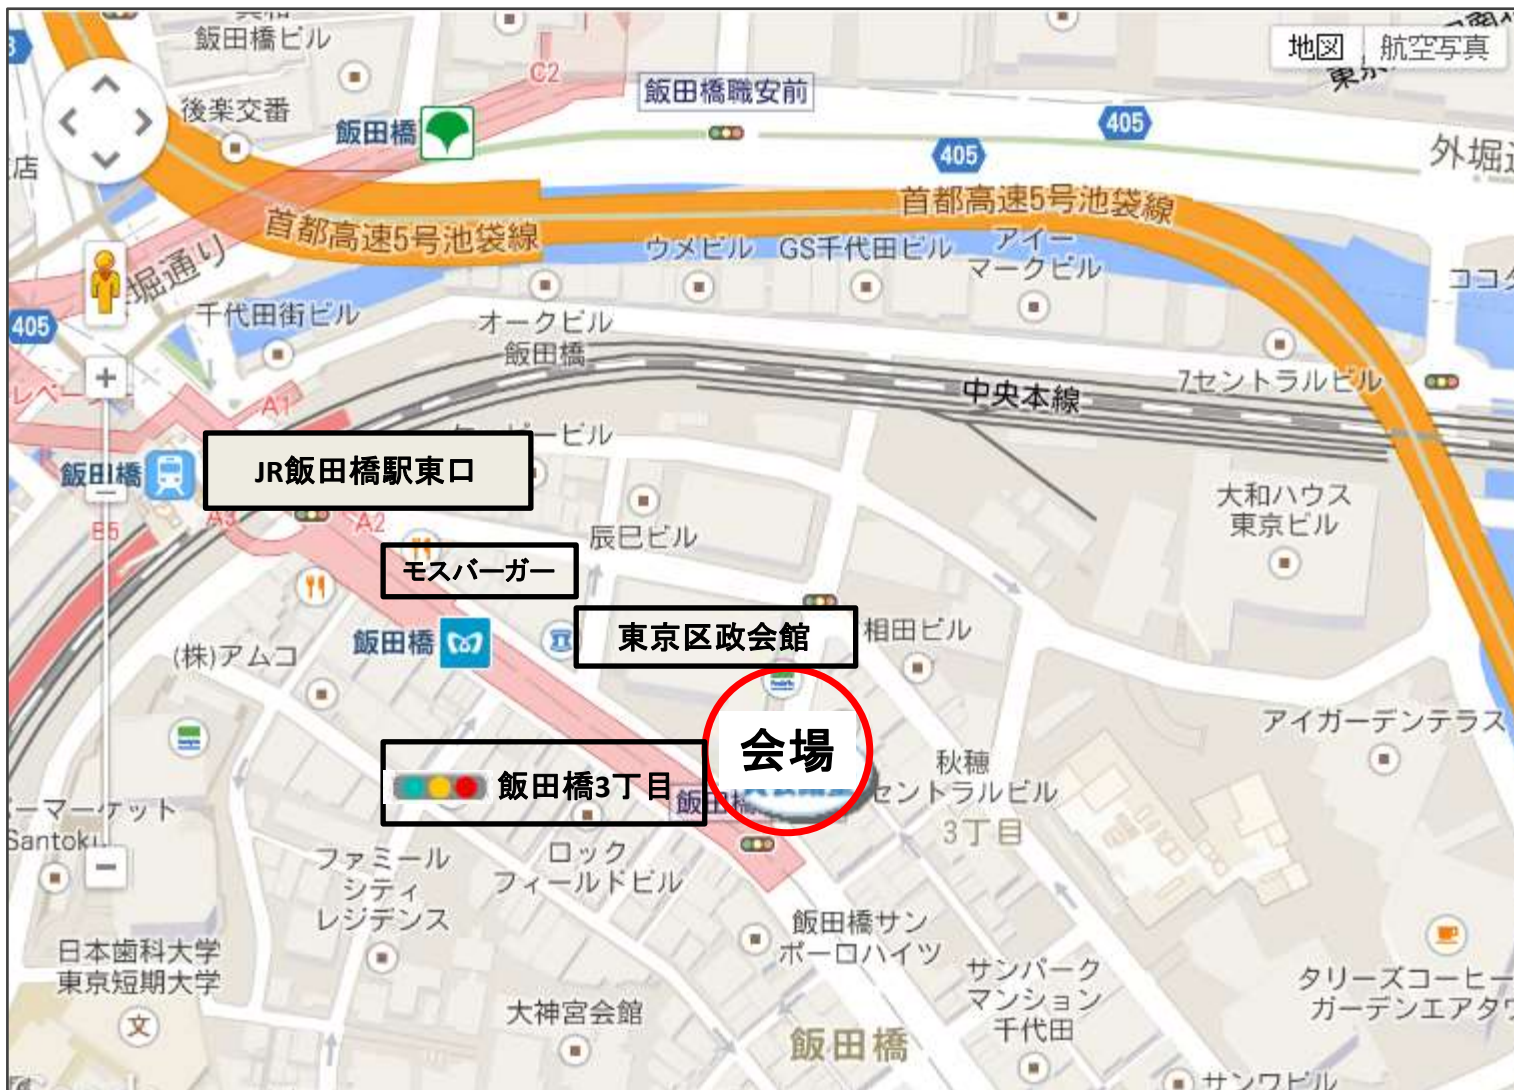 飯田橋ビル
地図
航空写真
C2
飯田橋職安前
後楽交番
飯田橋
405
405
店
首都高速5号池袋線
首都高速5号池袋線
ウメビル
GS千代田ビル
アイー
マークビル
堀通り
405
千代田街ビル
オークビル
飯田橋
中央本線
7セントラルビル
A1
JR飯田橋駅東口
飯田橋
A3
A2
B5
大和ハウス
東京ビル
辰巳ビル
モスバーガー
東京区政会館
相田ビル
飯田橋
(株)アムコ
アイガーデンテラス
会場
秋穂
セントラルビル
3丁目
飯田橋3丁目
ーマーケット
ファミール
シティ
レジデンス
ロック
フィールドビル
飯田橋サン
ポーロハイツ
日本歯科大学
東京短期大学
文
サンパーク
マンション
千代田
タリーズコーヒー
大神宮会館
飯田橋
サンワビル